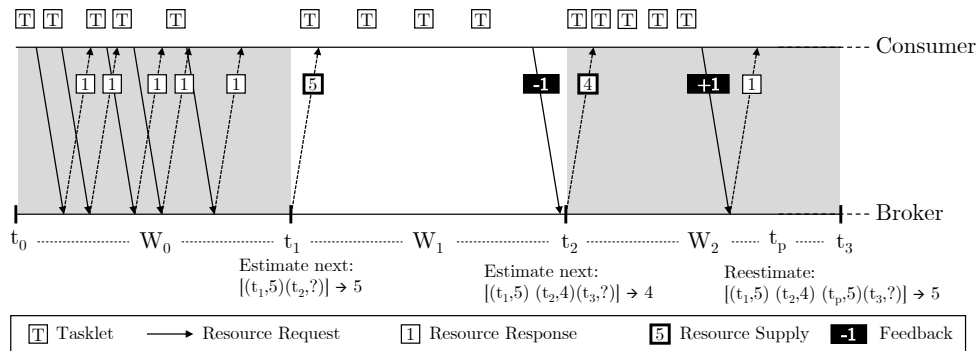 T T T T T T T T T T T T T T
Consumer
1 1 1 1 1 5 -1 4 +1 1
Broker
t0 W0 t1 W1 t2 W2 tp t3
Estimate next: Estimate next: Reestimate:
[(t1,5)(t2,?)] → 5 [(t1,5) (t2,4)(t3,?)] → 4 [(t1,5) (t2,4) (tp,5)(t3,?)] → 5
T Tasklet Resource Request 1 Resource Response 5 Resource Supply -1 Feedback